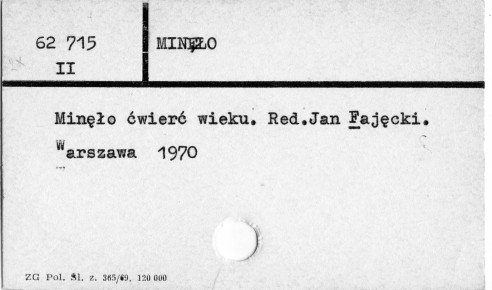 62 715
II
MINĘŁO
Minęło ćwierć wieku. Red.Jan Fajęcki.
Warszawa 1970
ZG Pol. Śl. z. 365/69, 120 000